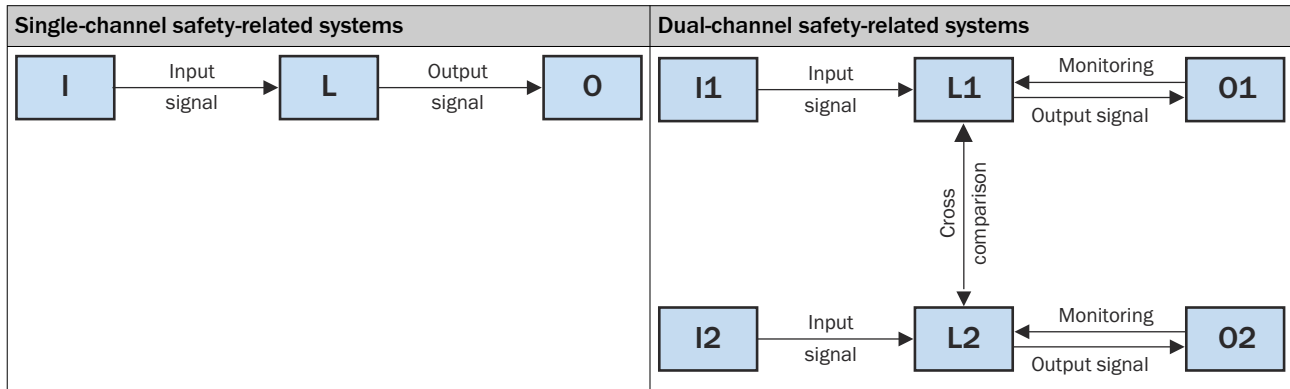 Single-channel safety-related systems
I
Input
signal
L
Output
signal
O
Dual-channel safety-related systems
I1
Input
signal
L1
Monitoring
Output signal
O1
Cross
comparison
I2
Input
signal
L2
Monitoring
Output signal
O2